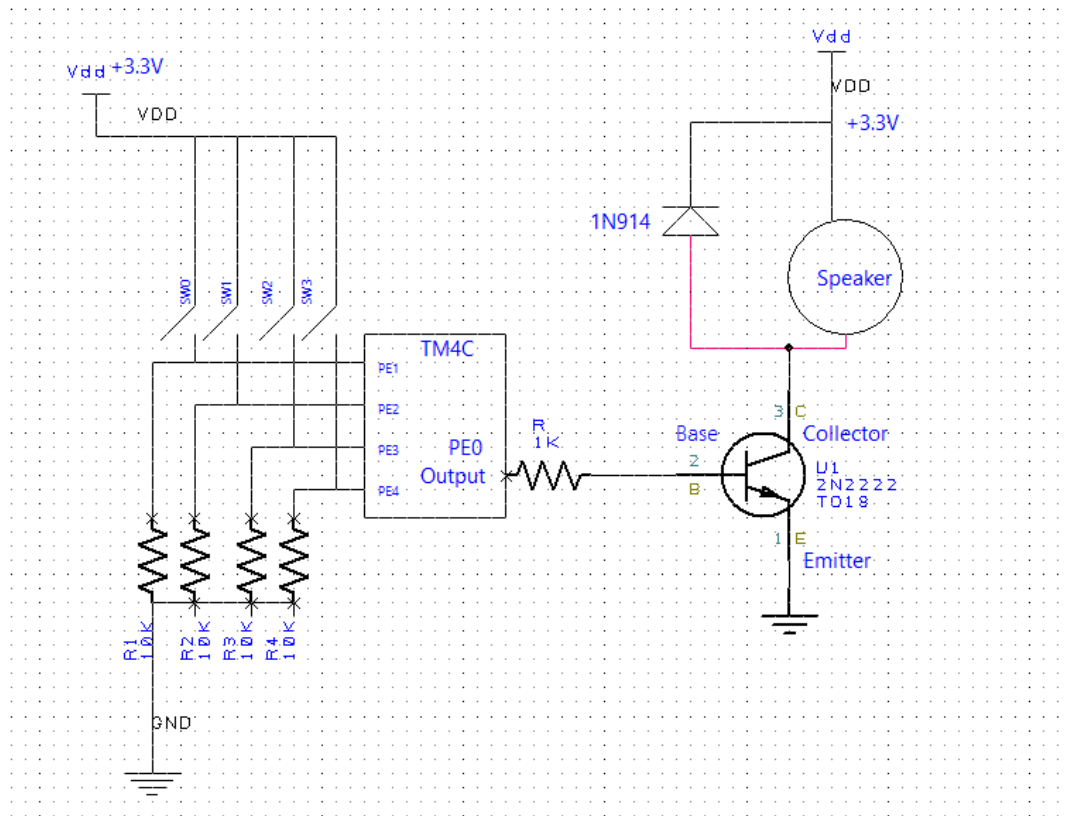 Vdd +3.3V
VDD
SW0
SW1
SW2
SW3
TM4C
PE1
PE2
PE3
PE4
PE0
Output
R1
10K
R2
10K
R3
10K
R4
10K
GND
R
1K
Vdd
VDD
+3.3V
1N914
Speaker
Base
2
B
3 C
Collector
U1
2N2222
TO18
1 E
Emitter